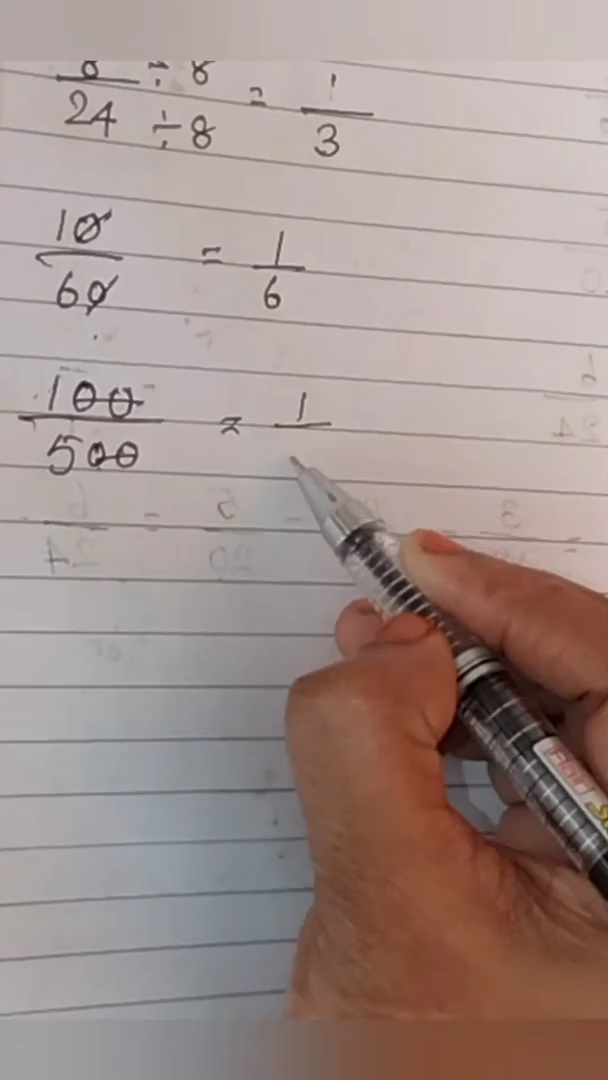 8 ÷ 8 = 1
24 ÷ 8 3
10 = 1
60 6
100 = 1
500